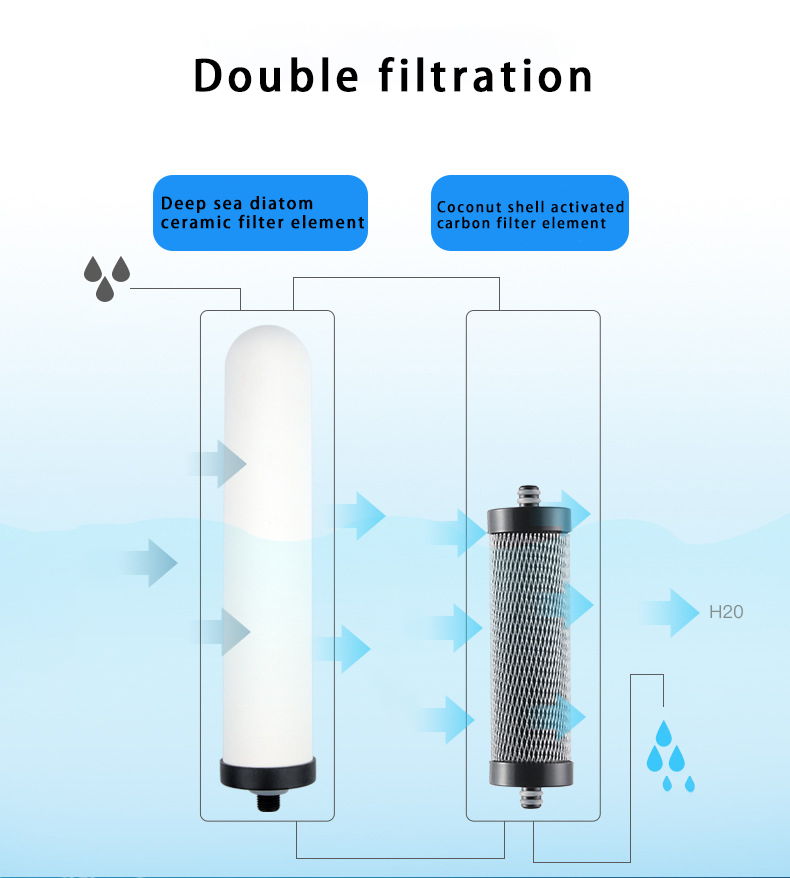 Double filtration
Deep sea diatom
ceramic filter element
Coconut shell activated
carbon filter element
H20